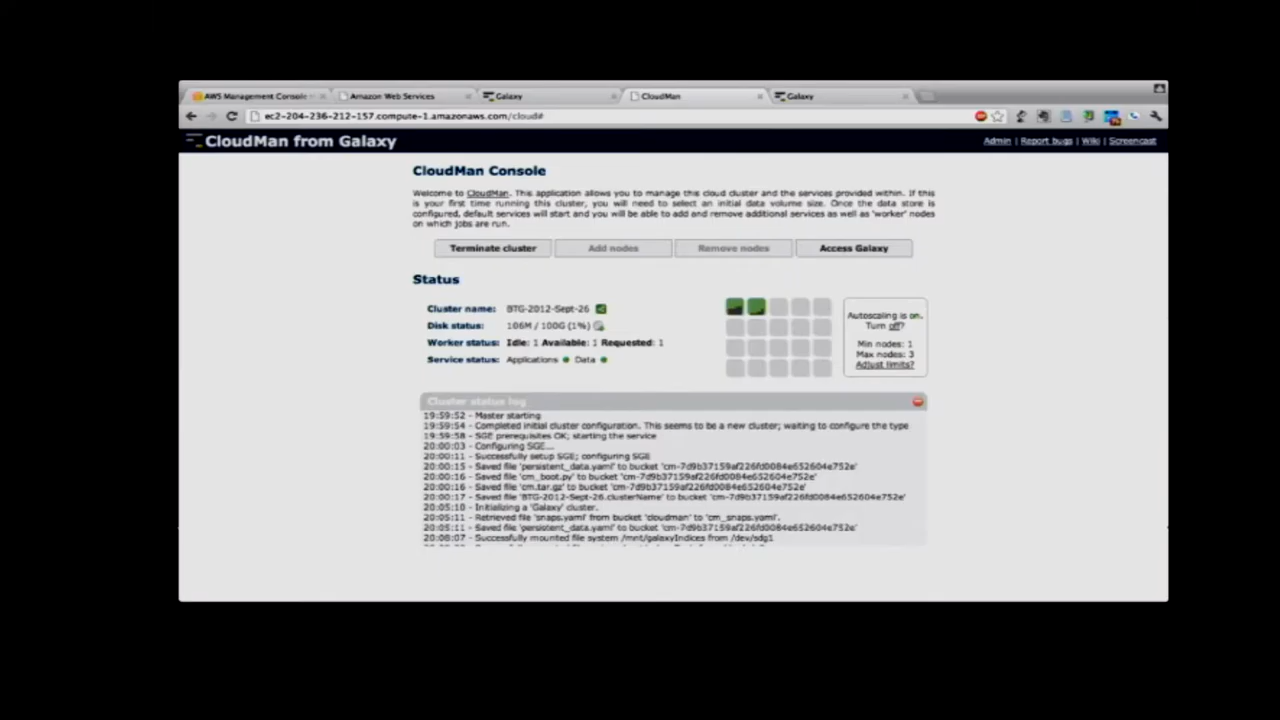 AWS Management Console
Amazon Web Services
Galaxy
CloudMan
Galaxy
ec2-204-236-212-157.compute-1.amazonaws.com/cloud#
CloudMan from Galaxy
Admin | Report bugs | Wiki | Screencast
CloudMan Console
Welcome to CloudMan. This application allows you to manage this cloud cluster and the services provided within. If this
is your first time running this cluster, you will need to select an initial data volume size. Once the data store is
configured, default services will start and you will be able to add and remove additional services as well as 'worker' nodes
on which jobs are run.
Terminate cluster
Add nodes
Remove nodes
Access Galaxy
Status
Cluster name: BTG-2012-Sept-26
Disk status: 106M / 100G (1%)
Worker status: Idle: 1 Available: 1 Requested: 1
Service status: Applications Data
Autoscaling is on.
Turn off?
Min nodes: 1
Max nodes: 3
Adjust limits?
Cluster status log
19:59:52 - Master starting
19:59:54 - Completed initial cluster configuration. This seems to be a new cluster; waiting to configure the type
19:59:58 - SGE prerequisites OK; starting the service
20:00:03 - Configuring SGE...
20:00:11 - Successfully setup SGE; configuring SGE
20:00:15 - Saved file 'persistent_data.yaml' to bucket 'cm-7d9b37159af226fd0084e652604e752e'
20:00:16 - Saved file 'cm_boot.py' to bucket 'cm-7d9b37159af226fd0084e652604e752e'
20:00:16 - Saved file 'cm.tar.gz' to bucket 'cm-7d9b37159af226fd0084e652604e752e'
20:00:17 - Saved file 'BTG-2012-Sept-26.clusterName' to bucket 'cm-7d9b37159af226fd0084e652604e752e'
20:05:10 - Initializing a 'Galaxy' cluster.
20:05:11 - Retrieved file 'snaps.yaml' from bucket 'cloudman' to 'cm_snaps.yaml'.
20:05:11 - Saved file 'persistent_data.yaml' to bucket 'cm-7d9b37159af226fd0084e652604e752e'
20:08:07 - Successfully mounted file system /mnt/galaxyIndices from /dev/sdg1